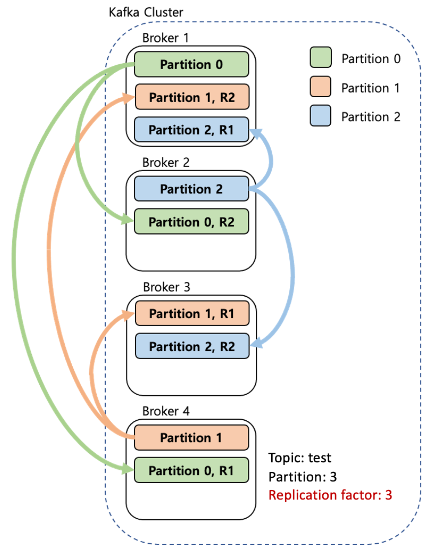 Kafka Cluster
Broker 1
Partition 0
Partition 1, R2
Partition 2, R1
Broker 2
Partition 2
Partition 0, R2
Broker 3
Partition 1, R1
Partition 2, R2
Broker 4
Partition 1
Partition 0, R1
Partition 0
Partition 1
Partition 2
Topic: test
Partition: 3
Replication factor: 3